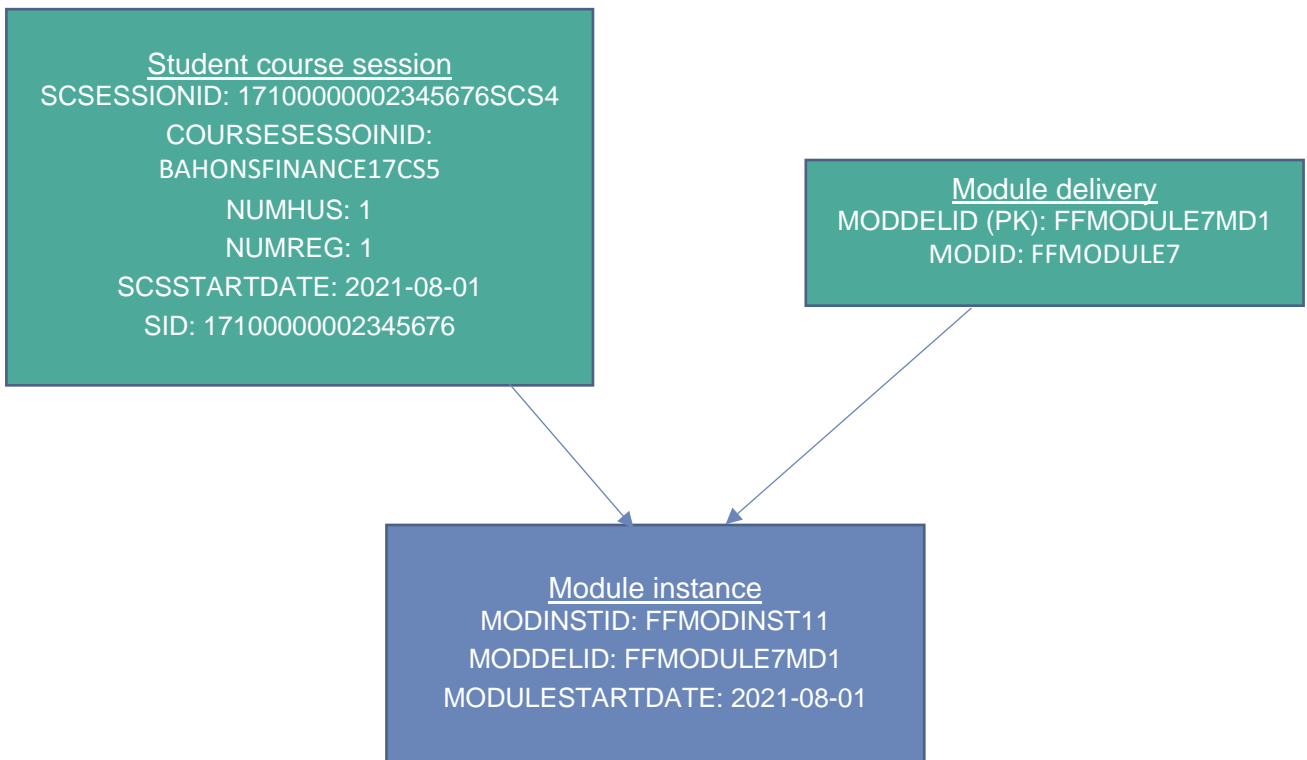 Student course session
SCSESSIONID: 17100000002345676SCS4
COURSESESSOINID:
BAHONSFINANCE17CS5
NUMHUS: 1
NUMREG: 1
SCSSTARTDATE: 2021-08-01
SID: 17100000002345676
Module delivery
MODDELID (PK): FFMODULE7MD1
MODID: FFMODULE7
Module instance
MODINSTID: FFMODINST11
MODDELID: FFMODULE7MD1
MODULESTARTDATE: 2021-08-01